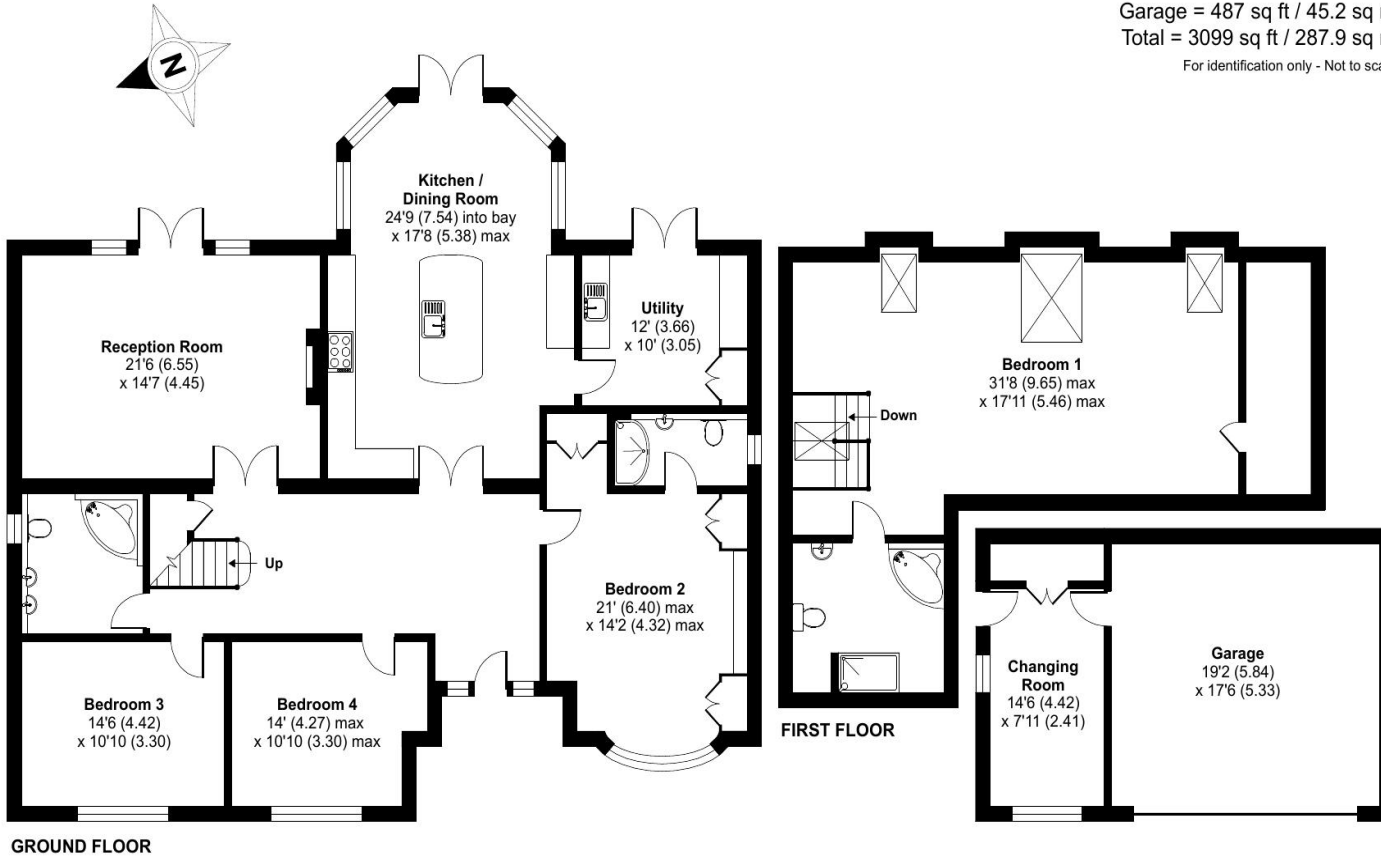 Garage = 487 sq ft / 45.2 sq
Total = 3099 sq ft / 287.9 sq
For identification only - Not to
N
Kitchen /
Dining Room
24'9 (7.54) into bay
x 17'8 (5.38) max
Reception Room
21'6 (6.55)
x 14'7 (4.45)
Utility
12' (3.66)
x 10' (3.05)
Bedroom 1
31'8 (9.65) max
x 17'11 (5.46) max
Down
Up
Bedroom 2
21' (6.40) max
x 14'2 (4.32) max
Bedroom 3
14'6 (4.42)
x 10'10 (3.30)
Bedroom 4
14' (4.27) max
x 10'10 (3.30) max
Changing
Room
14'6 (4.42)
x 7'11 (2.41)
Garage
19'2 (5.84)
x 17'6 (5.33)
FIRST FLOOR
GROUND FLOOR